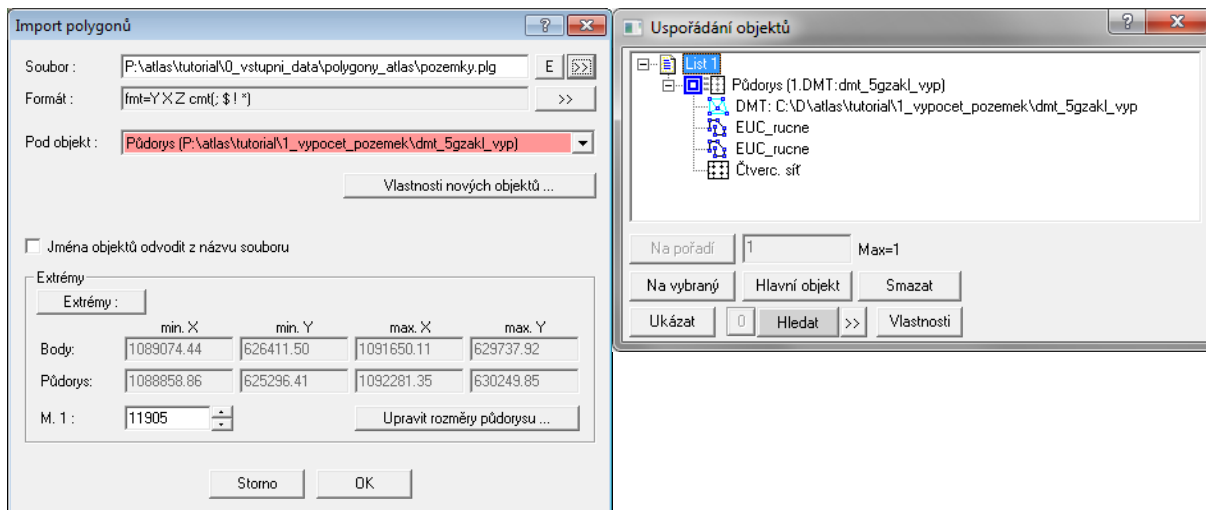 Import polygonů
Soubor :
P:\atlas\tutorial\0_vstupni_data\polygony_atlas\pozemky.plg
E
>>
Formát :
fmt=Y X Z cmt(; $ ! *)
>>
Pod objekt :
Půdorys (P:\atlas\tutorial\1_vypocet_pozemek\dmt_5gzakl_vyp)
Vlastnosti nových objektů ...
Jména objektů odvodit z názvu souboru
Extrémy
Extrémy :
min. X min. Y max. X max. Y
Body: 1089074.44 626411.50 1091650.11 629737.92
Půdorys: 1088858.86 625296.41 1092281.35 630249.85
M. 1 : 11905 Upravit rozměry půdorysu ...
Storno OK
Uspořádání objektů
List 1
Půdorys (1.DMT:dmt_5gzakl_vyp)
DMT: C:\D\atlas\tutorial\1_vypocet_pozemek\dmt_5gzakl_vyp
EUC_rucne
EUC_rucne
Čtverc. síť
Na pořadí 1 Max=1
Na vybraný Hlavní objekt Smazat
Ukázat 0 Hledat >> Vlastnosti